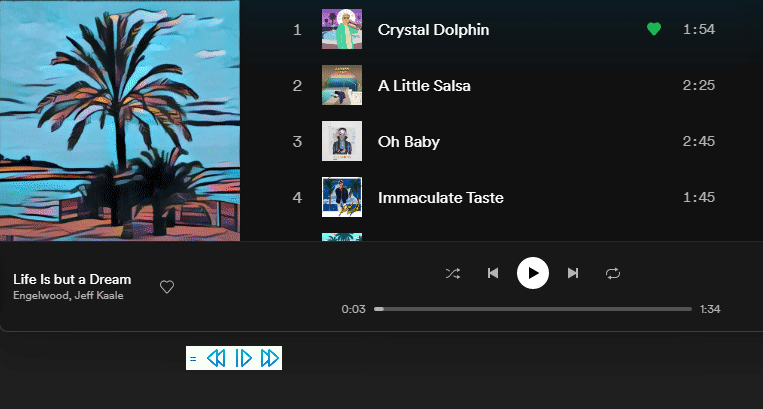 1 Crystal Dolphin 1:54
2 A Little Salsa 2:25
3 Oh Baby 2:45
4 Immaculate Taste 1:45
Life Is but a Dream
Engelwood, Jeff Kaale
0:03 1:34
=